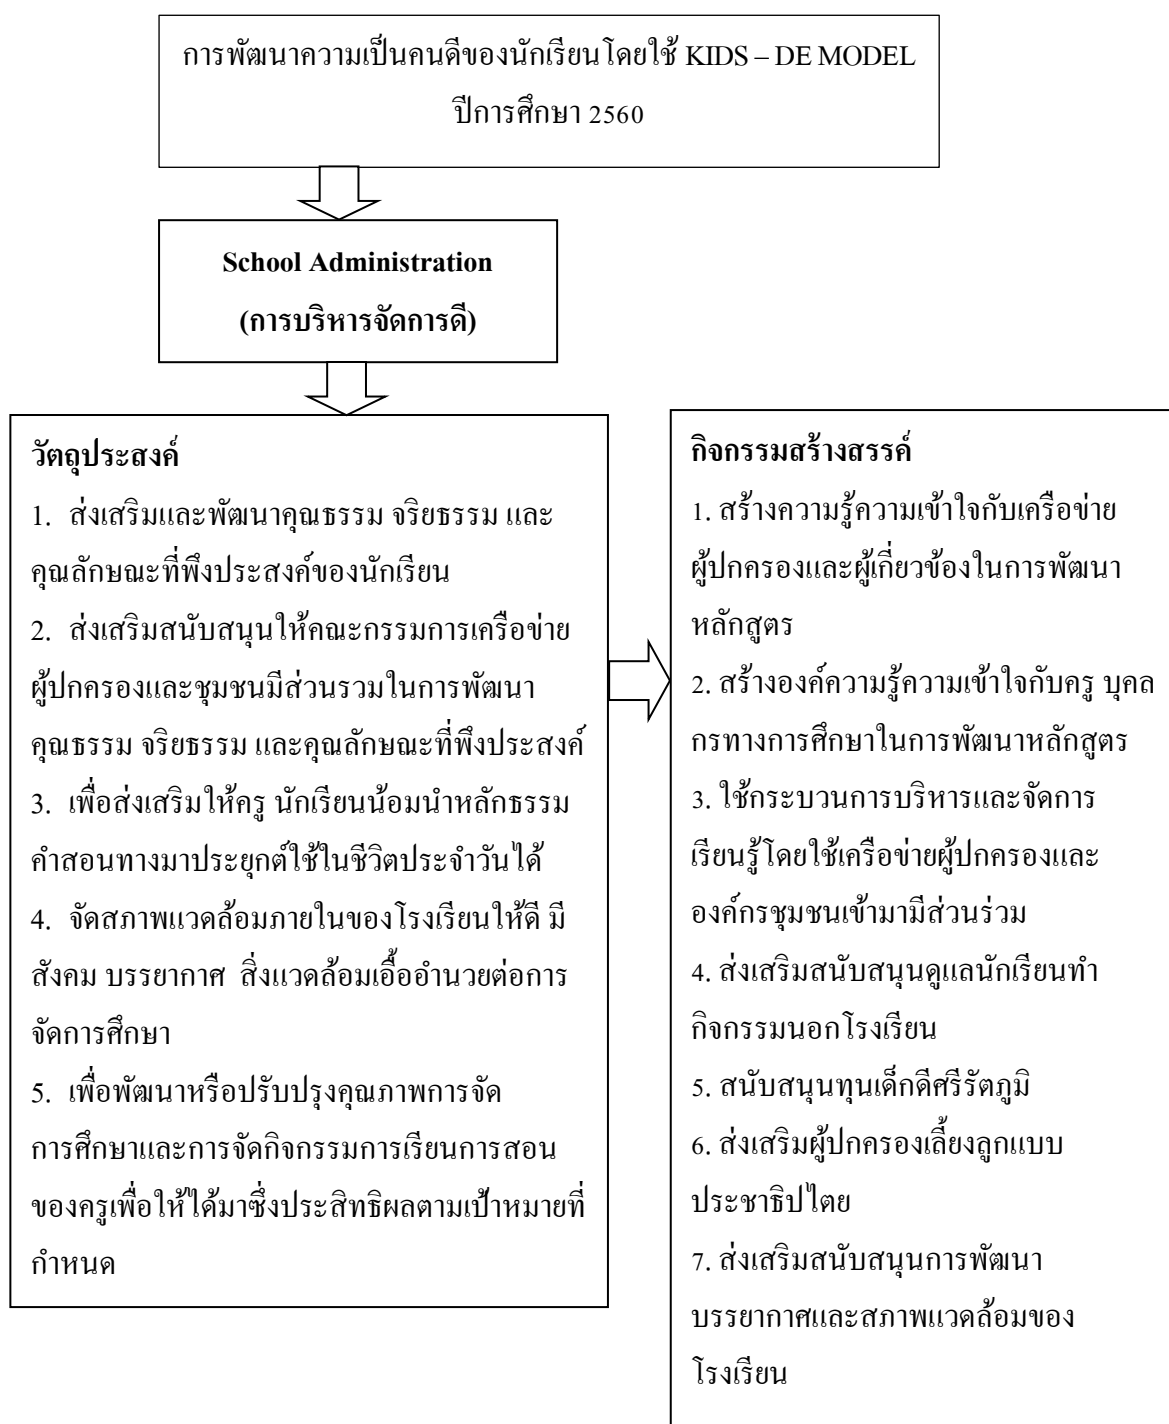 การพัฒนาความเป็นคนดีของนักเรียนโดยใช้ KIDS – DE MODEL
ปีการศึกษา 2560
School Administration
(การบริหารจัดการดี)
วัตถุประสงค์
1. ส่งเสริมและพัฒนาคุณธรรม จริยธรรม และ
คุณลักษณะที่พึงประสงค์ของนักเรียน
2. ส่งเสริมสนับสนุนให้คณะกรรมการเครือข่าย
ผู้ปกครองและชุมชนมีส่วนรวมในการพัฒนา
คุณธรรม จริยธรรม และคุณลักษณะที่พึงประสงค์
3. เพื่อส่งเสริมให้ครู นักเรียนน้อมนำหลักธรรม
คำสอนทางมาประยุกต์ใช้ในชีวิตประจำวันได้
4. จัดสภาพแวดล้อมภายในของโรงเรียนให้ดี มี
สังคม บรรยากาศ สิ่งแวดล้อมเอื้ออำนวยต่อการ
จัดการศึกษา
5. เพื่อพัฒนาหรือปรับปรุงคุณภาพการจัด
การศึกษาและการจัดกิจกรรมการเรียนการสอน
ของครูเพื่อให้ได้มาซึ่งประสิทธิผลตามเป้าหมายที่
กำหนด
กิจกรรมสร้างสรรค์
1. สร้างความรู้ความเข้าใจกับเครือข่าย
ผู้ปกครองและผู้เกี่ยวข้องในการพัฒนา
หลักสูตร
2. สร้างองค์ความรู้ความเข้าใจกับครู บุคล
กรทางการศึกษาในการพัฒนาหลักสูตร
3. ใช้กระบวนการบริหารและจัดการ
เรียนรู้โดยใช้เครือข่ายผู้ปกครองและ
องค์กรชุมชนเข้ามามีส่วนร่วม
4. ส่งเสริมสนับสนุนดูแลนักเรียนทำ
กิจกรรมนอกโรงเรียน
5. สนับสนุนทุนเด็กดีศรีรัตภูมิ
6. ส่งเสริมผู้ปกครองเลี้ยงลูกแบบ
ประชาธิปไตย
7. ส่งเสริมสนับสนุนการพัฒนา
บรรยากาศและสภาพแวดล้อมของ
โรงเรียน